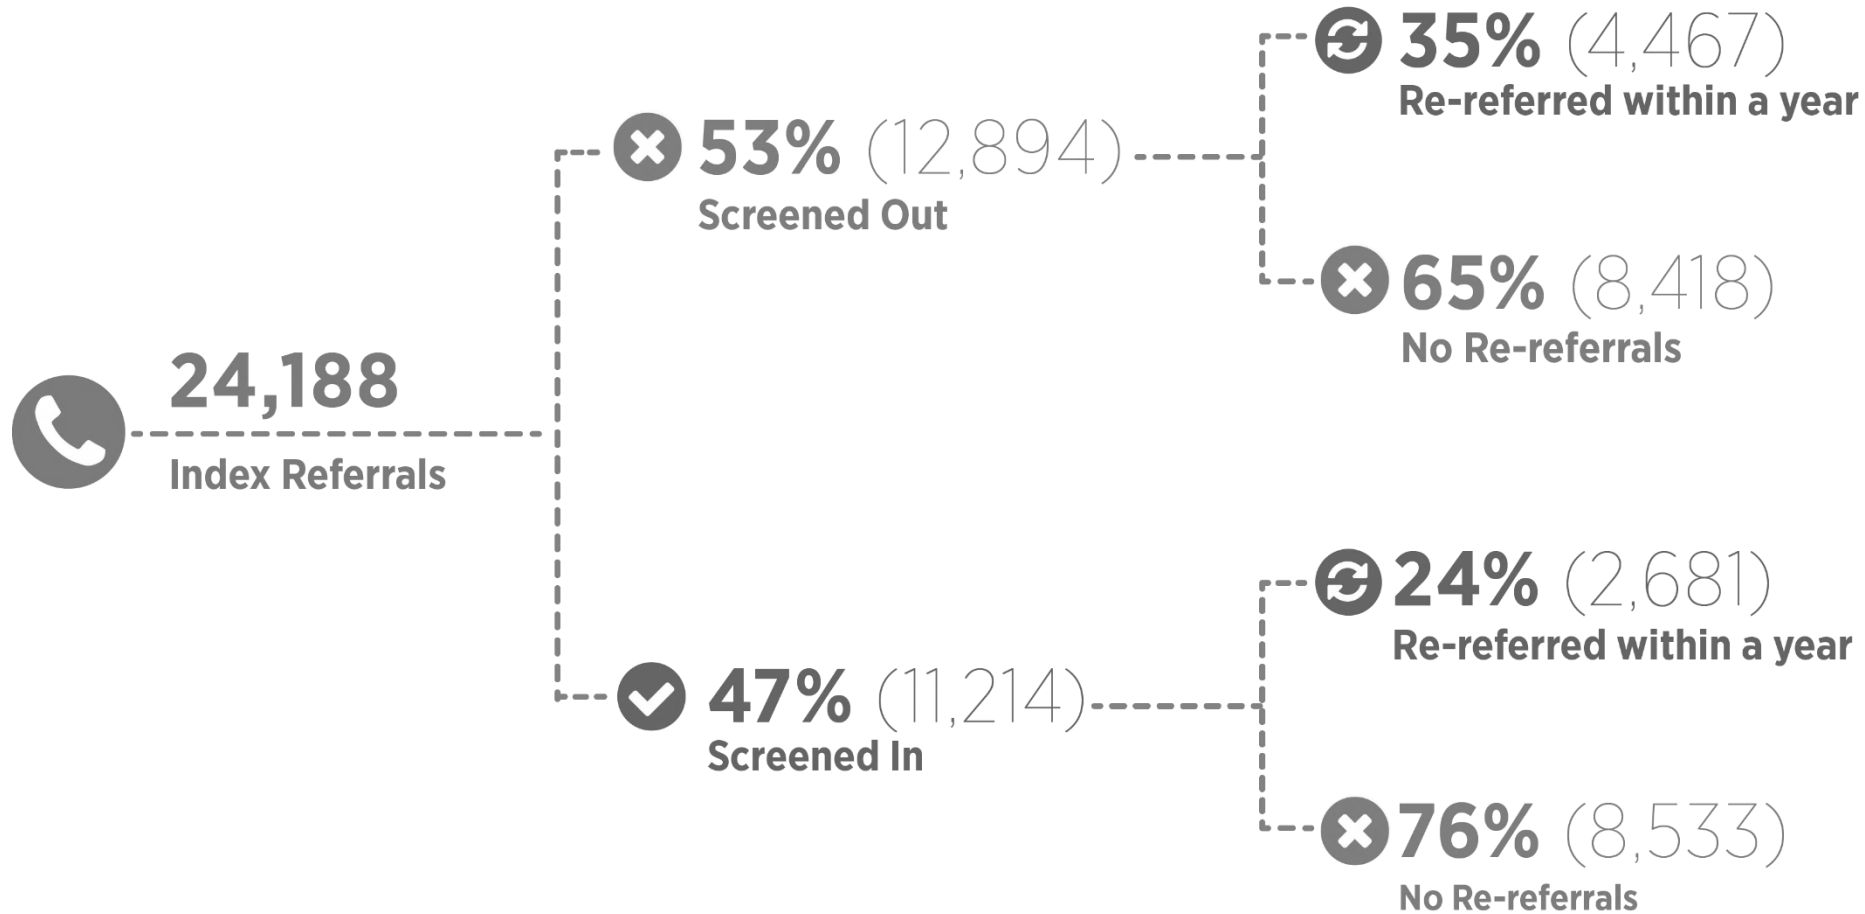 24,188
Index Referrals
53% (12,894)
Screened Out
35% (4,467)
Re-referred within a year
65% (8,418)
No Re-referrals
47% (11,214)
Screened In
24% (2,681)
Re-referred within a year
76% (8,533)
No Re-referrals